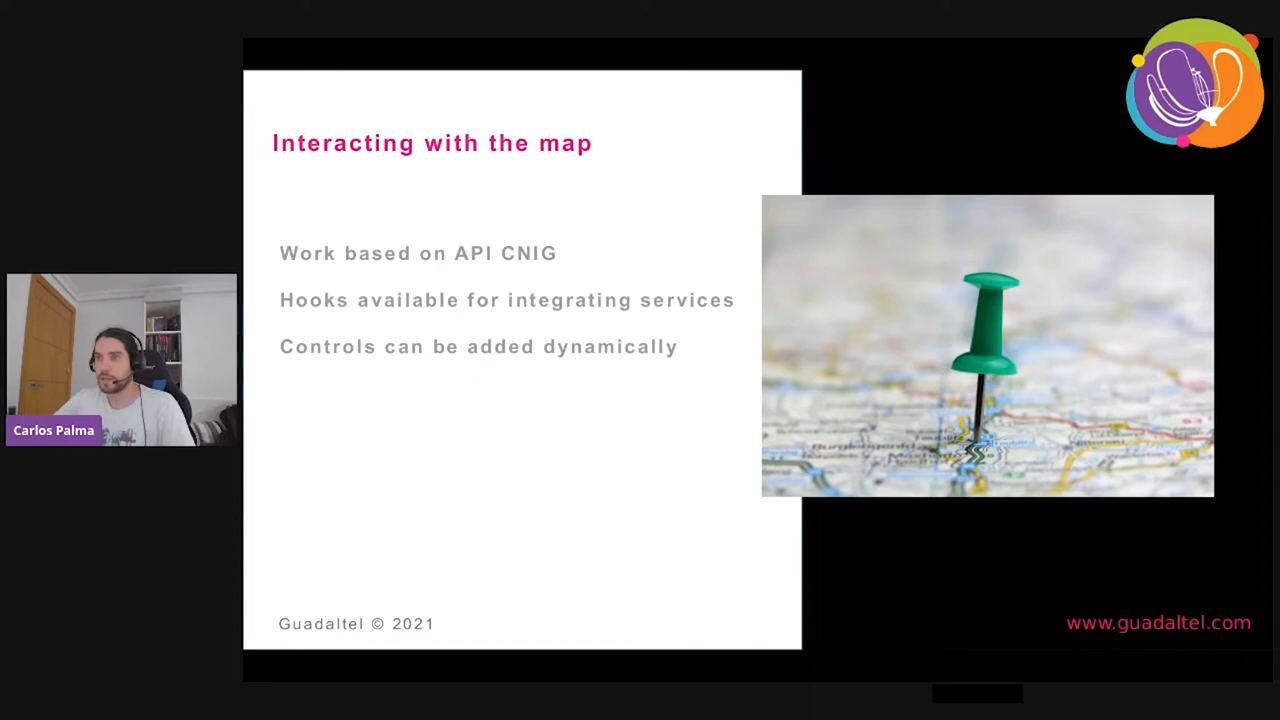 Interacting with the map
Work based on API CNIG
Hooks available for integrating services
Controls can be added dynamically
Carlos Palma
Guadaltel © 2021
www.guadaltel.com